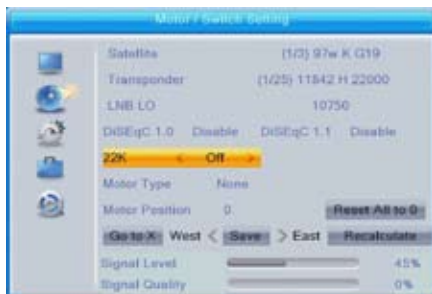 Motor / Switch Setting
Satellite (1/3) 97w K G19
Transponder (1/25) 11842 H 22000
LNB LO 10750
DiSEqC 1.0 Disable DiSEqC 1.1 Disable
22K < Off >
Motor Type None
Motor Position 0 Reset All to 0
Go to X West < Save > East Recalculate
Signal Level 45%
Signal Quality 0%